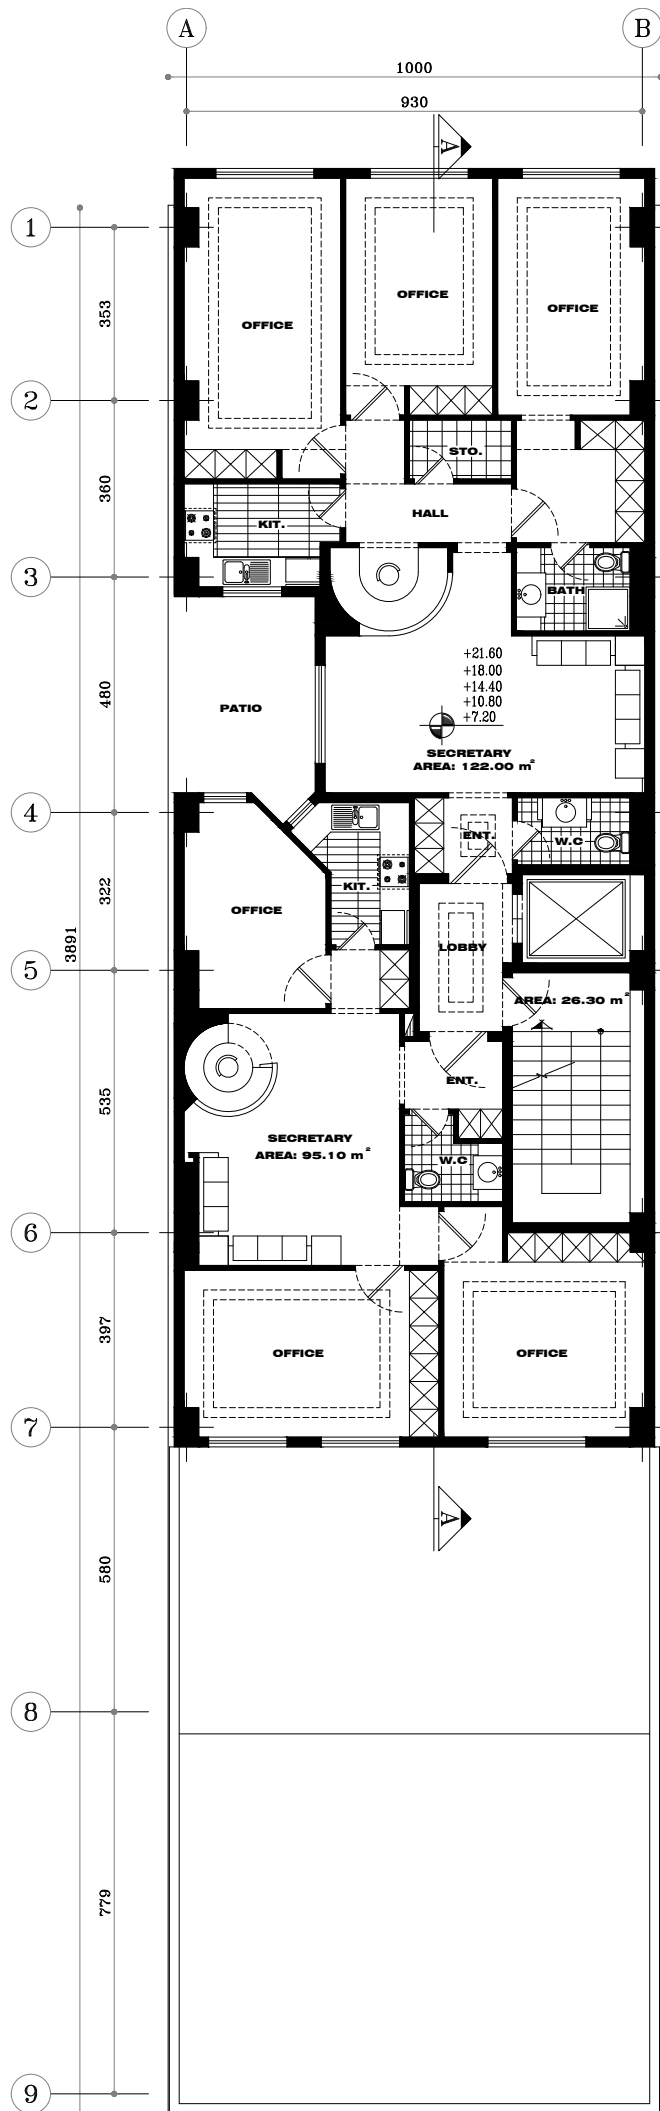 A B
1000
930
A
1
353
OFFICE
OFFICE
OFFICE
2
STO.
360
KIT.
HALL
3
BATH
+21.60
+18.00
+14.40
+10.80
+7.20
480
PATIO
SECRETARY
AREA: 122.00 m²
4
ENT.
W.C
322
KIT.
OFFICE
3891
LOBBY
5
AREA: 26.30 m²
535
ENT.
SECRETARY
AREA: 95.10 m²
W.C
6
397
OFFICE
OFFICE
7
A
580
8
779
9